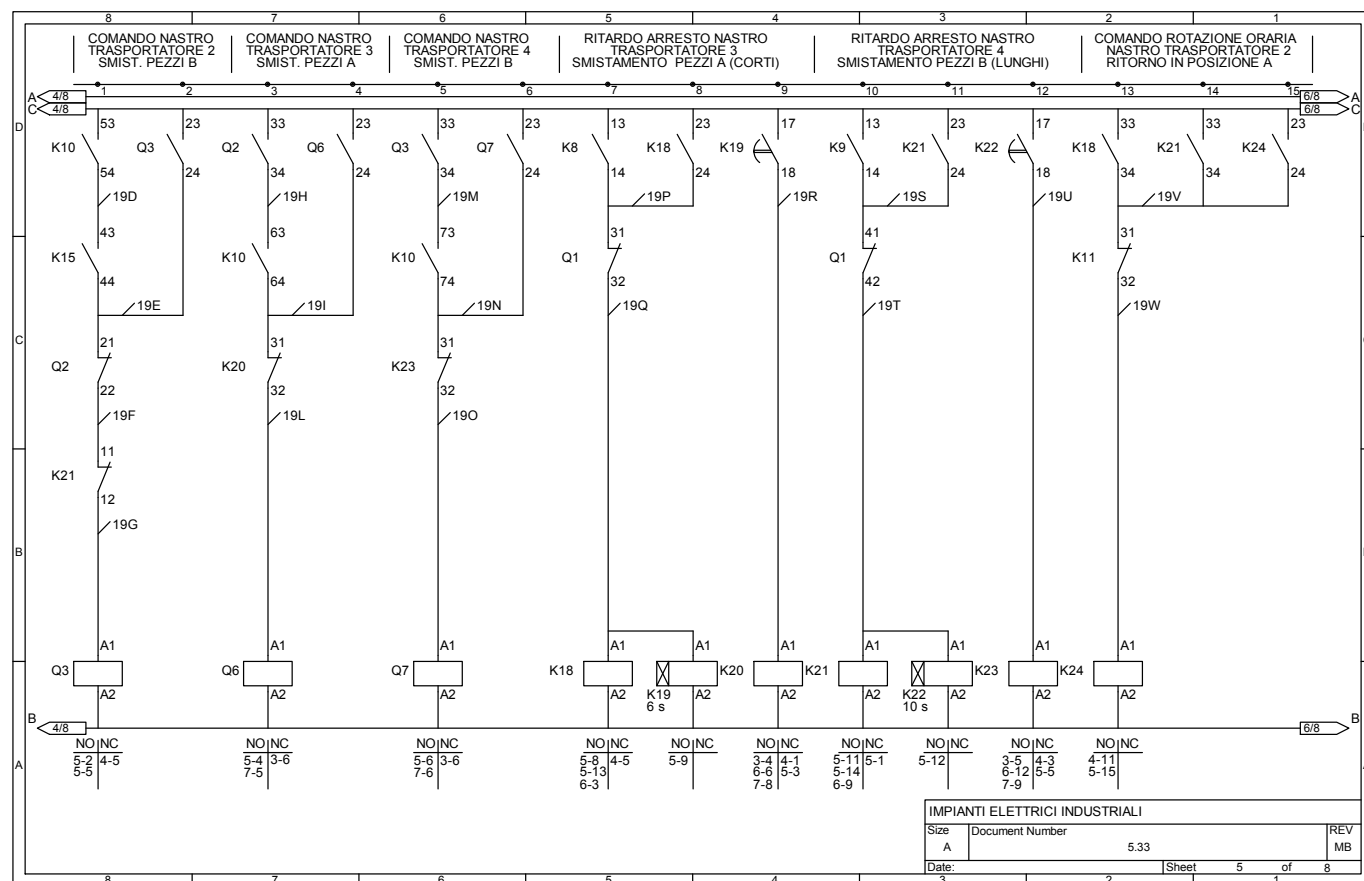 8 7 6 5 4 3 2 1
COMANDO NASTRO
TRASPORTATORE 2
SMIST. PEZZI B
COMANDO NASTRO
TRASPORTATORE 3
SMIST. PEZZI A
COMANDO NASTRO
TRASPORTATORE 4
SMIST. PEZZI B
RITARDO ARRESTO NASTRO
TRASPORTATORE 3
SMISTAMENTO PEZZI A (CORTI)
RITARDO ARRESTO NASTRO
TRASPORTATORE 4
SMISTAMENTO PEZZI B (LUNGHI)
COMANDO ROTAZIONE ORARIA
NASTRO TRASPORTATORE 2
RITORNO IN POSIZIONE A
1 2 3 4 5 6 7 8 9 10 11 12 13 14 15
A 4/8 6/8 A
C 4/8 6/8 C
D 53 23 33 23 33 23 13 23 17 13 23 17 33 33 23
K10 Q3 Q2 Q6 Q3 Q7 K8 K18 K19 K9 K21 K22 K18 K21 K24
54 24 34 24 34 24 14 24 18 14 24 18 34 34 24
19D 19H 19M 19P 19R 19S 19U 19V
43 63 73 31 41 31
K15 K10 K10 Q1 Q1 K11
44 64 74 32 42 32
19E 19I 19N 19Q 19T 19W
C 21 31 31
Q2 K20 K23
22 32 32
19F 19L 19O
11
K21
12
19G
B
A1 A1 A1 A1 A1 A1 A1 A1 A1 A1
Q3 Q6 Q7 K18 K20 K21 K23 K24
A2 A2 A2 A2 K19 A2 A2 A2 K22 A2 A2 A2
6 s 10 s
B 4/8 6/8 B
NO NC NO NC NO NC NO NC NO NC NO NC NO NC NO NC NO NC NO NC
A 5-2 4-5 5-4 3-6 5-6 3-6 5-8 4-5 5-9 3-4 4-1 5-11 5-1 5-12 3-5 4-3 4-11
5-5 7-5 7-6 5-13 6-6 5-3 5-14 6-12 5-5 5-15
6-3 7-8 6-9 7-9
IMPIANTI ELETTRICI INDUSTRIALI
Size Document Number REV
A 5.33 MB
Date: Sheet 5 of 8
8 7 6 5 4 3 2 1